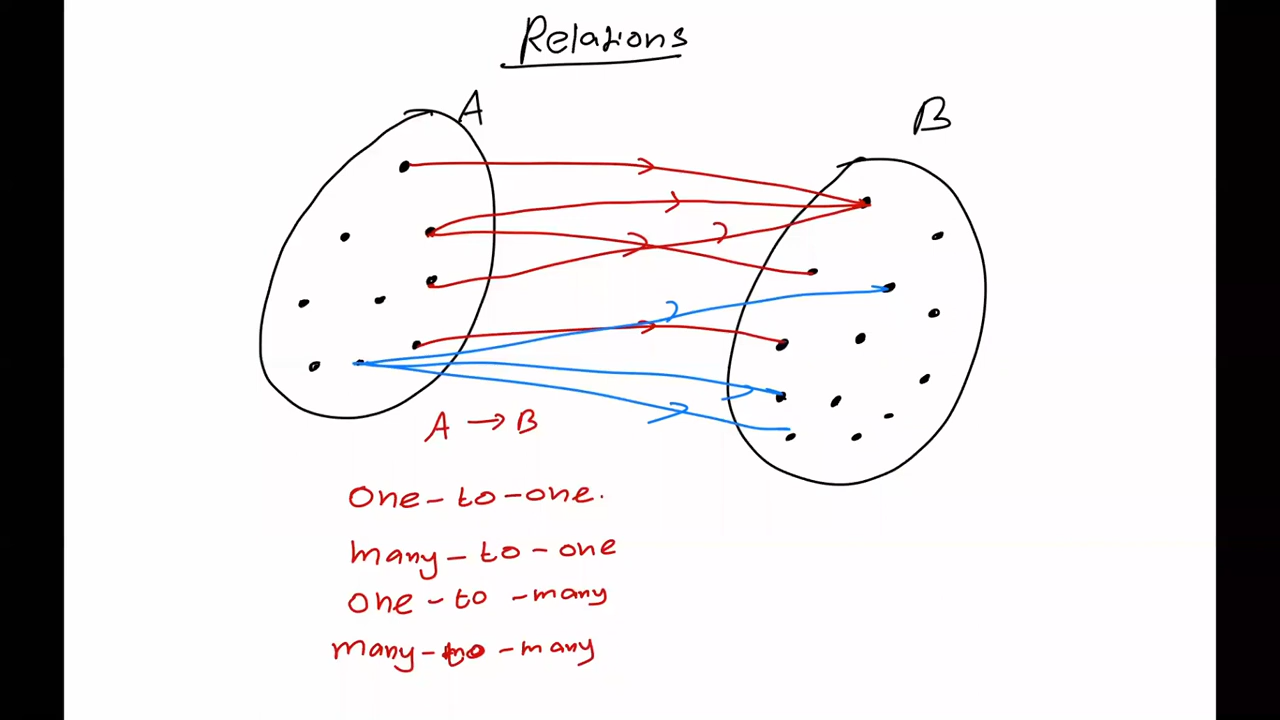 Relations
A
B
A → B
One-to-one.
many-to-one
one-to-many
many-to-many